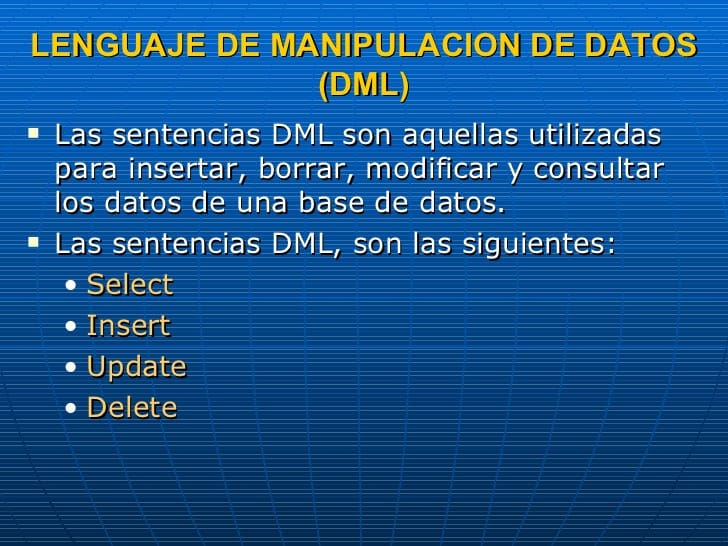 LENGUAJE DE MANIPULACION DE DATOS
(DML)
Las sentencias DML son aquellas utilizadas
para insertar, borrar, modificar y consultar
los datos de una base de datos.
Las sentencias DML, son las siguientes:
Select
Insert
Update
Delete